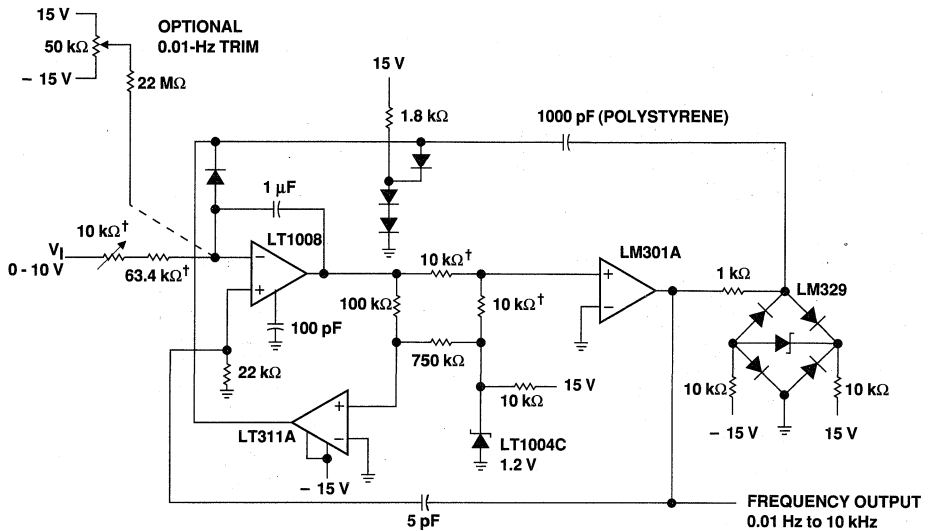 15 V
OPTIONAL
0.01-Hz TRIM
50 kΩ
– 15 V
22 MΩ
15 V
1.8 kΩ
1000 pF (POLYSTYRENE)
1 μF
10 kΩ†
VI
0 - 10 V
63.4 kΩ†
LT1008
–
+
10 kΩ†
LM301A
+
–
1 kΩ
LM329
100 kΩ
10 kΩ†
100 pF
750 kΩ
22 kΩ
10 kΩ
15 V
10 kΩ
10 kΩ
– 15 V
15 V
LT311A
+
–
LT1004C
1.2 V
– 15 V
5 pF
FREQUENCY OUTPUT
0.01 Hz to 10 kHz